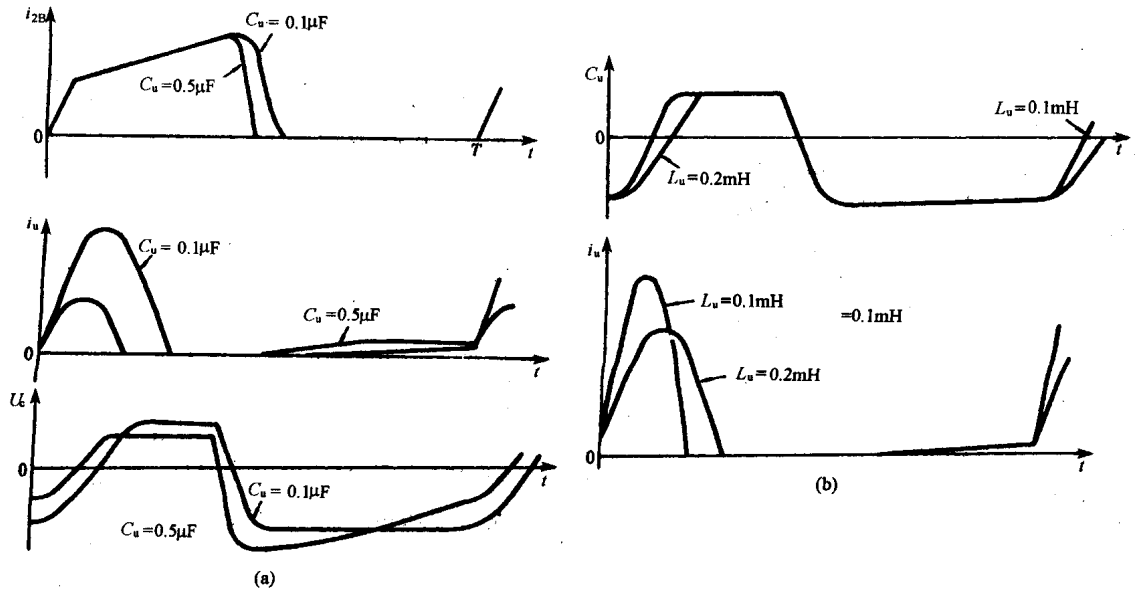 i₂B
Cᵤ = 0.1μF
Cᵤ =0.5μF
0
T
t
iᵤ
Cᵤ = 0.1μF
Cᵤ =0.5μF
0
t
U꜀
0
t
Cᵤ = 0.1μF
Cᵤ =0.5μF
(a)
Cᵤ
Lᵤ =0.1mH
0
t
Lᵤ =0.2mH
iᵤ
Lᵤ =0.1mH
=0.1mH
Lᵤ =0.2mH
0
t
(b)